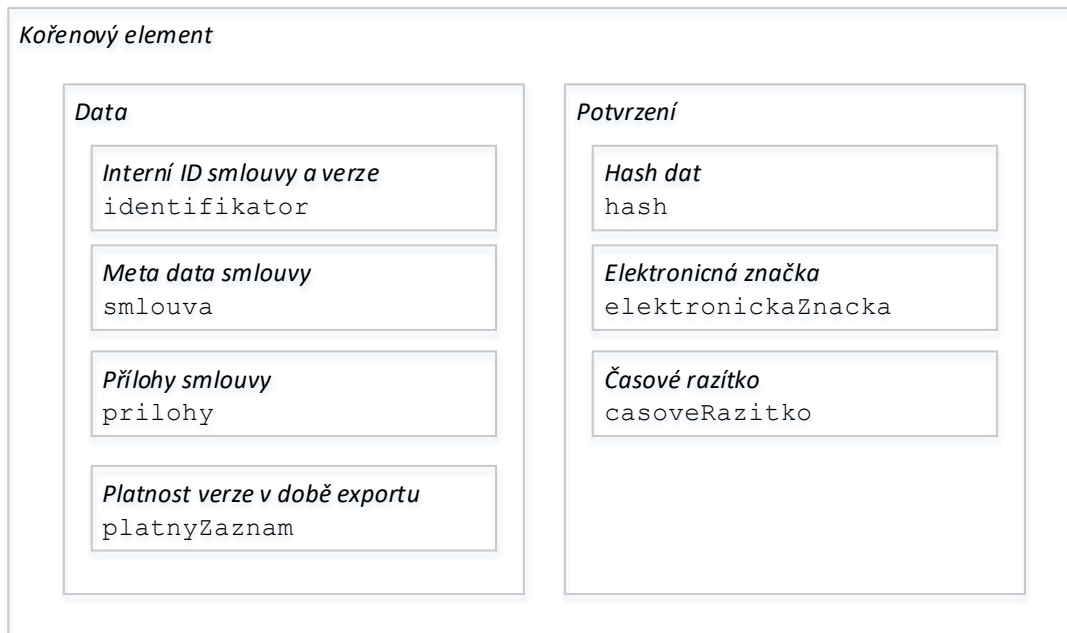 Kořenový element
Data
Interní ID smlouvy a verze
identifikator
Meta data smlouvy
smlouva
Přílohy smlouvy
prilohy
Platnost verze v době exportu
platnyZaznam
Potvrzení
Hash dat
hash
Elektronicná značka
elektronickaZnacka
Časové razítko
casoveRazitko